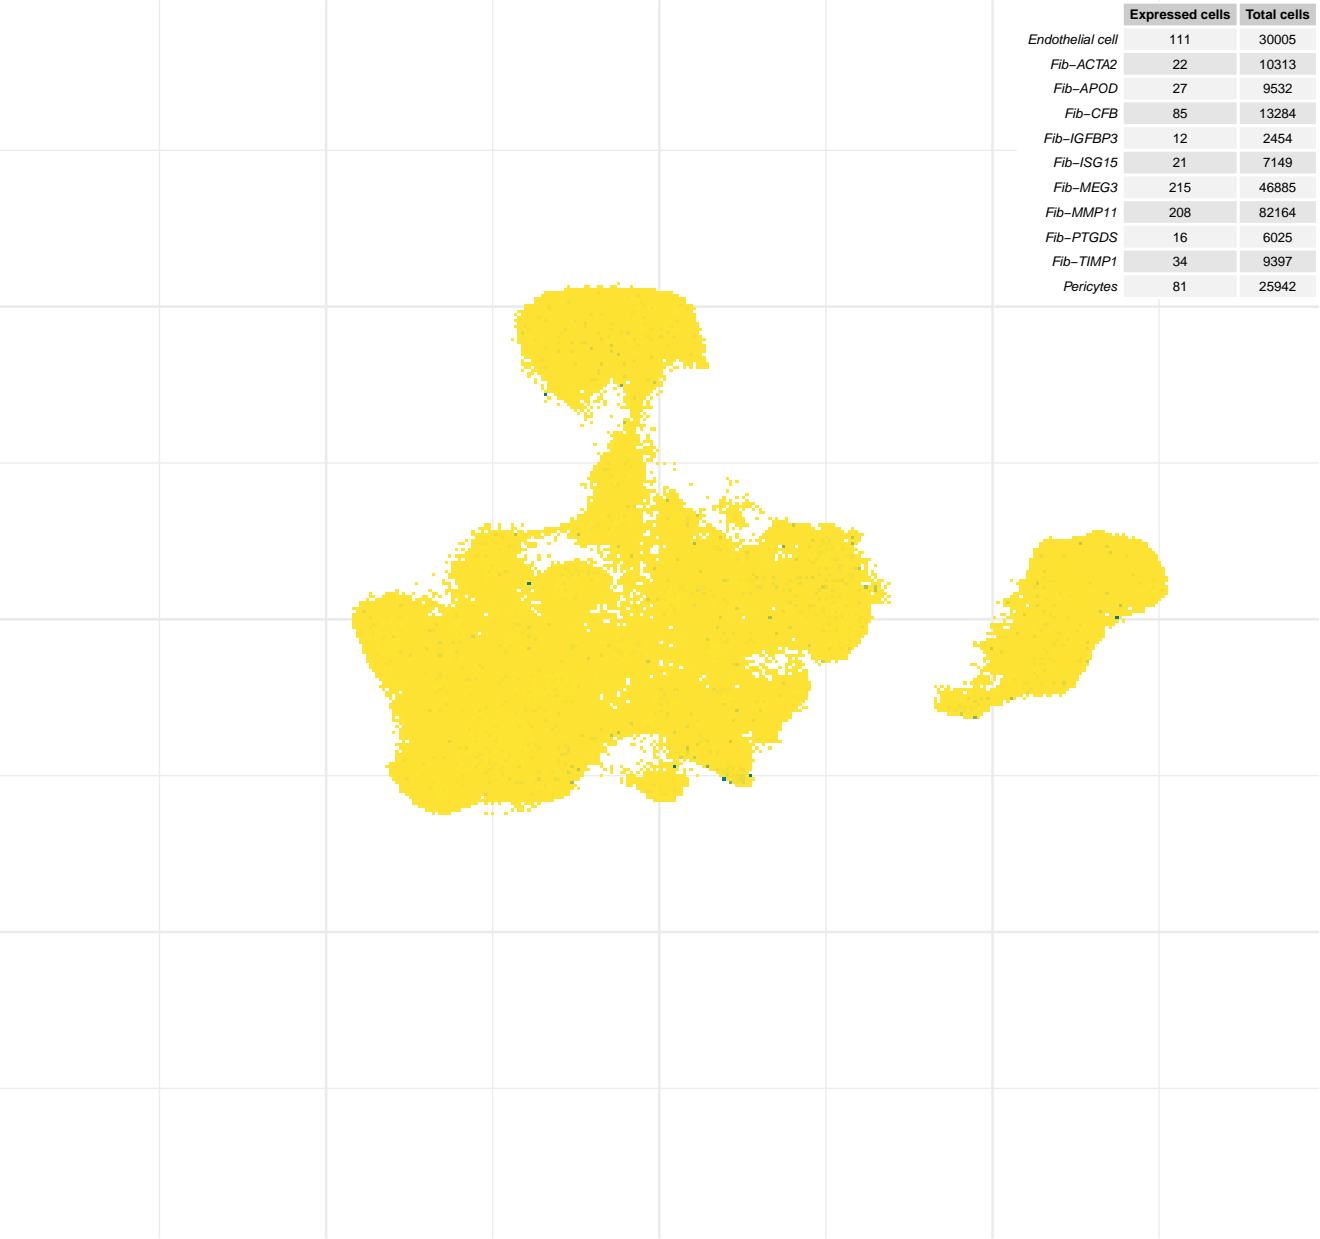 Expressed cells Total cells
Endothelial cell 111 30005
Fib−ACTA2 22 10313
Fib−APOD 27 9532
Fib−CFB 85 13284
Fib−IGFBP3 12 2454
Fib−ISG15 21 7149
Fib−MEG3 215 46885
Fib−MMP11 208 82164
Fib−PTGDS 16 6025
Fib−TIMP1 34 9397
Pericytes 81 25942